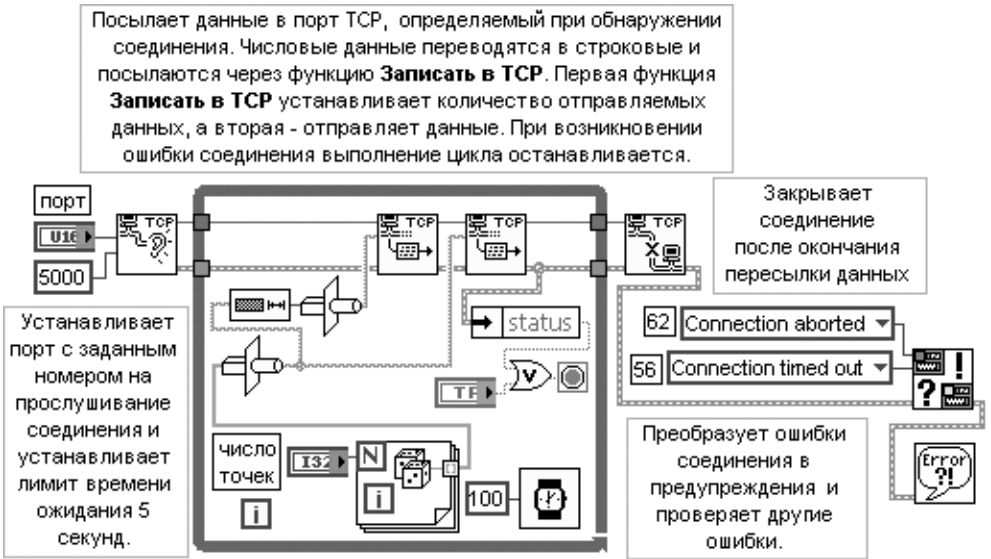 Посылает данные в порт TCP, определяемый при обнаружении
соединения. Числовые данные переводятся в строковые и
посылаются через функцию Записать в TCP. Первая функция
Записать в TCP устанавливает количество отправляемых
данных, а вторая - отправляет данные. При возникновении
ошибки соединения выполнение цикла останавливается.
порт
U16
5000
TCP
TCP
TCP
TCP
Закрывает
соединение
после окончания
пересылки данных
Устанавливает
порт с заданным
номером на
прослушивание
соединения и
устанавливает
лимит времени
ожидания 5
секунд.
status
TF
V
62 Connection aborted
56 Connection timed out
! ?
число
точек
i
I32
N
i
100
Преобразует ошибки
соединения в
предупреждения и
проверяет другие
ошибки.
Error
?!